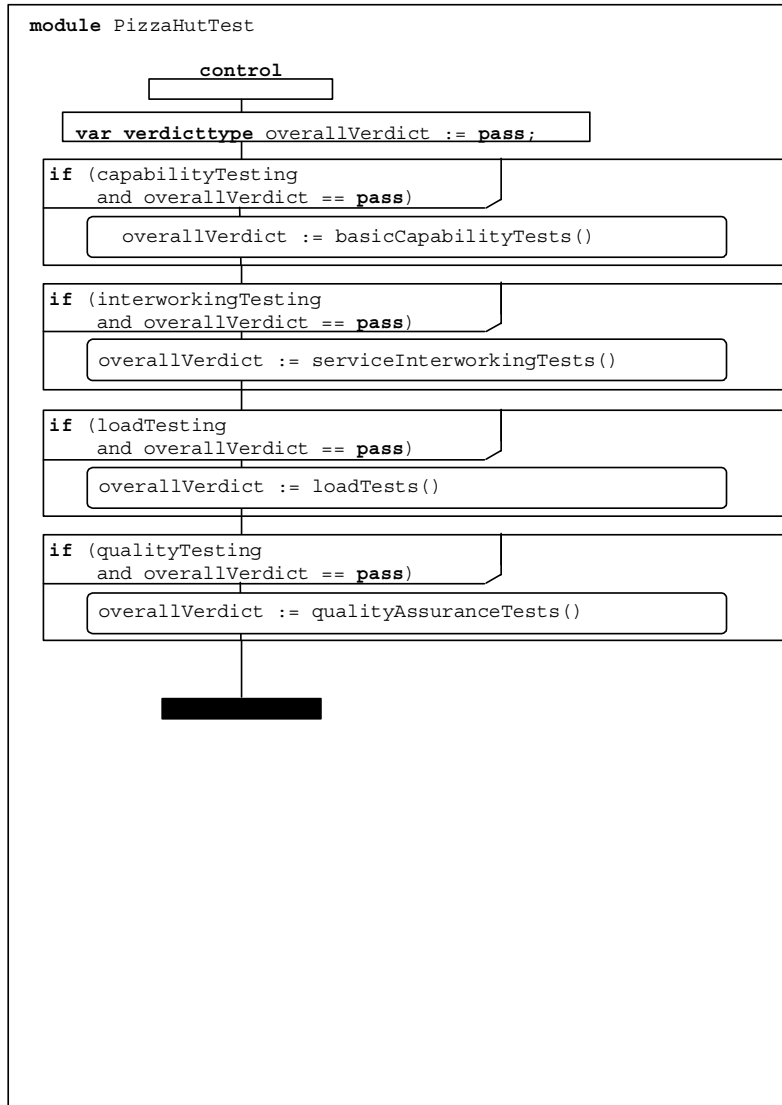 module PizzaHutTest
control
var verdicttype overallVerdict := pass;
if (capabilityTesting
and overallVerdict == pass)
overallVerdict := basicCapabilityTests()
if (interworkingTesting
and overallVerdict == pass)
overallVerdict := serviceInterworkingTests()
if (loadTesting
and overallVerdict == pass)
overallVerdict := loadTests()
if (qualityTesting
and overallVerdict == pass)
overallVerdict := qualityAssuranceTests()